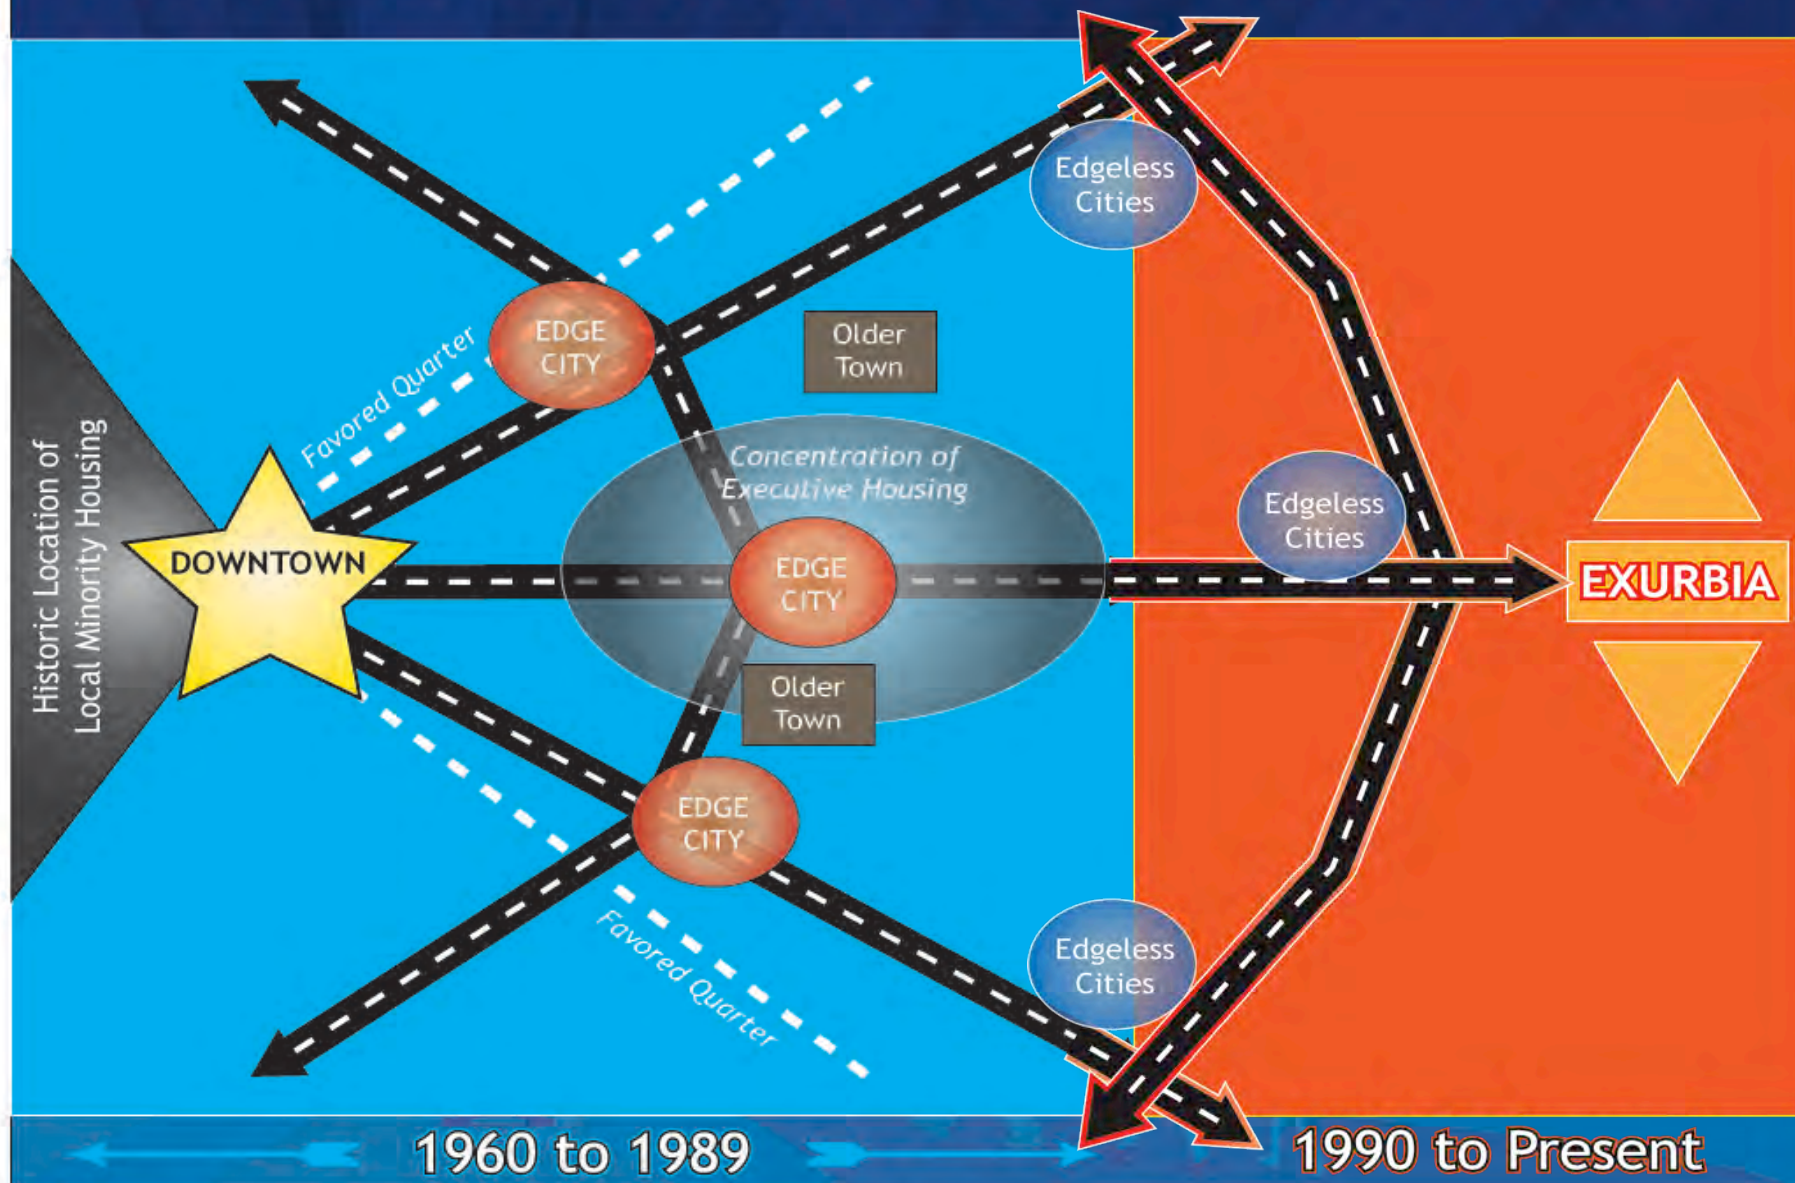 Edgeless
Cities
EDGE
CITY
Older
Town
Favored Quarter
Historic Location of
Local Minority Housing
Concentration of
Executive Housing
DOWNTOWN
EDGE
CITY
Edgeless
Cities
EXURBIA
Older
Town
EDGE
CITY
Favored Quarter
Edgeless
Cities
1960 to 1989
1990 to Present